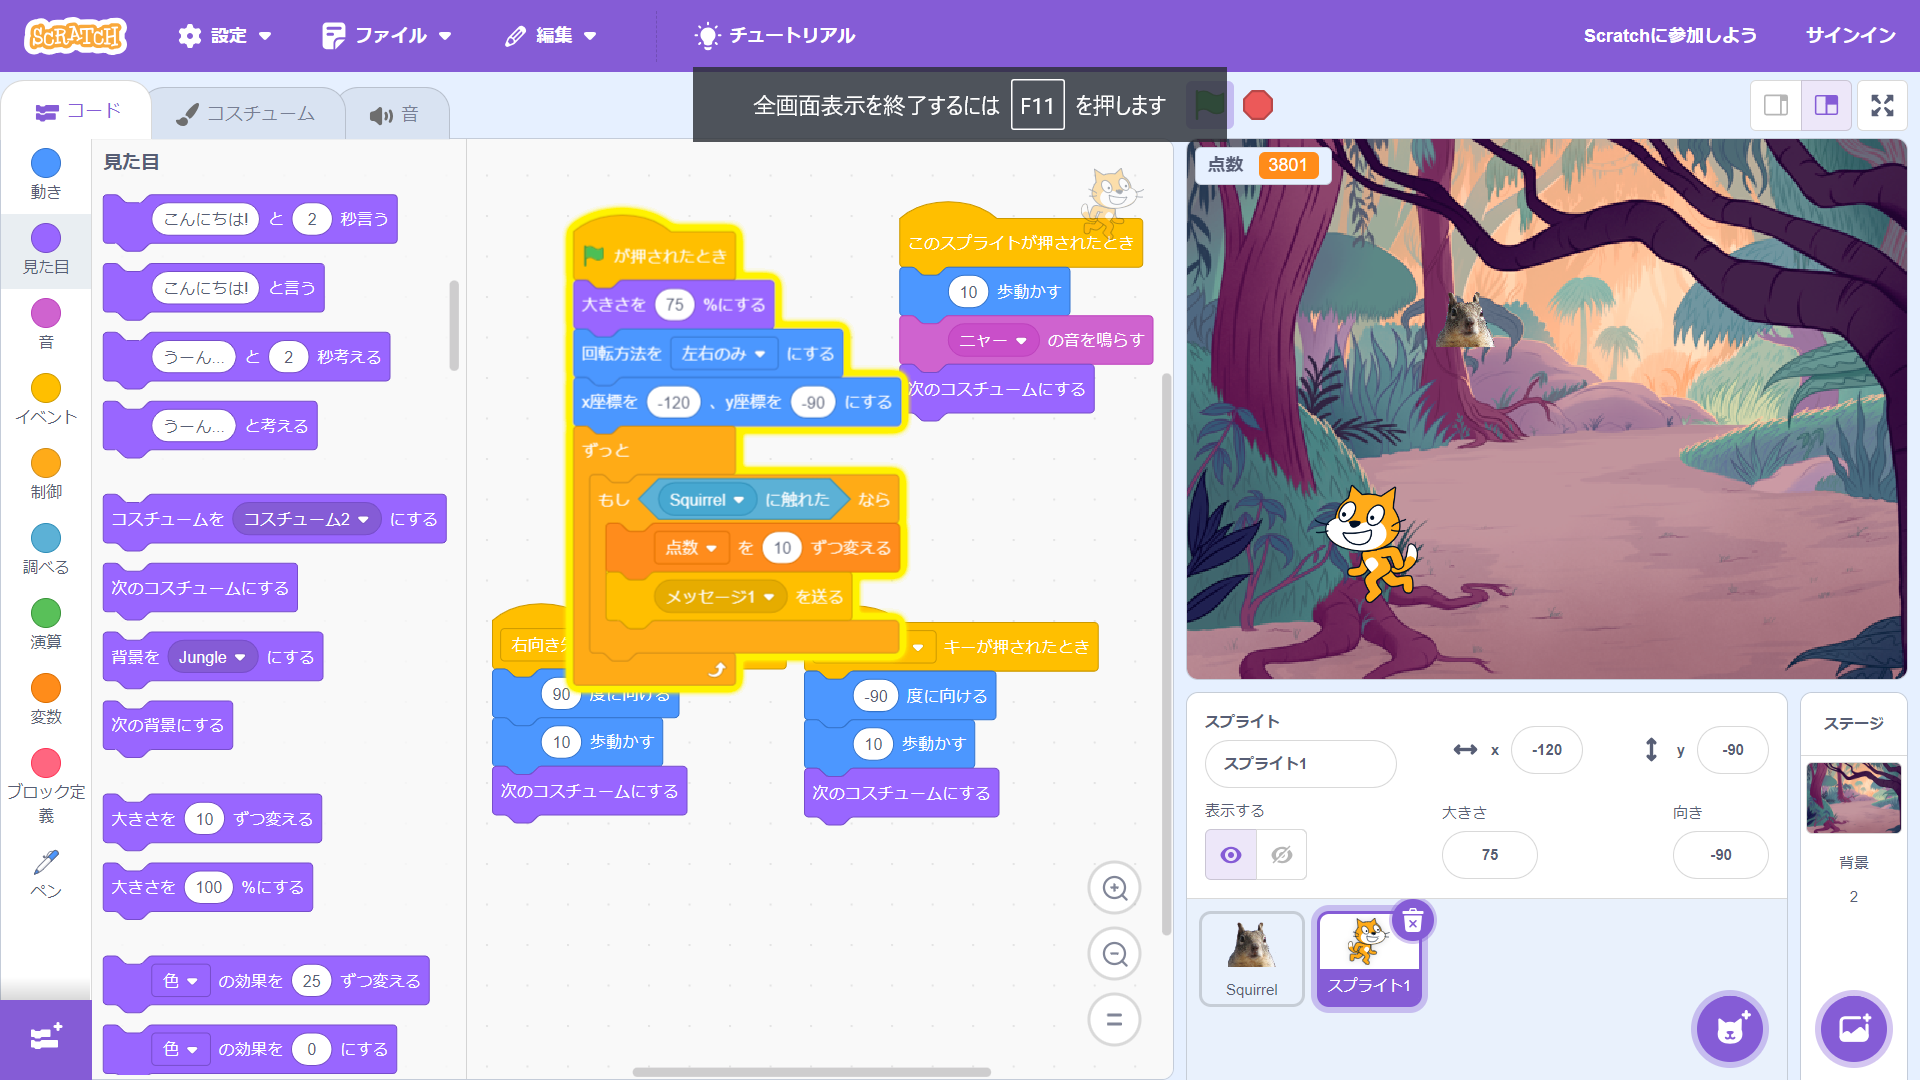 SCRATCH
設定
ファイル
編集
チュートリアル
Scratchに参加しよう
サインイン
全画面表示を終了するには F11 を押します
コード
コスチューム
音
動き
見た目
音
イベント
制御
調べる
演算
変数
ブロック定義
ペン
見た目
こんにちは! と 2 秒言う
こんにちは! と言う
うーん... と 2 秒考える
うーん... と考える
コスチュームを コスチューム2 にする
次のコスチュームにする
背景を Jungle にする
次の背景にする
大きさを 10 ずつ変える
大きさを 100 %にする
色 の効果を 25 ずつ変える
色 の効果を 0 にする
が押されたとき
大きさを 75 %にする
回転方法を 左右のみ にする
x座標を -120 、y座標を -90 にする
ずっと
もし Squirrel に触れた なら
点数 を 10 ずつ変える
メッセージ1 を送る
このスプライトが押されたとき
10 歩動かす
ニャー の音を鳴らす
次のコスチュームにする
右向き
90 度に向ける
10 歩動かす
次のコスチュームにする
キーが押されたとき
-90 度に向ける
10 歩動かす
次のコスチュームにする
点数 3801
スプライト
スプライト1
x -120
y -90
表示する
大きさ
75
向き
-90
Squirrel
スプライト1
ステージ
背景
2